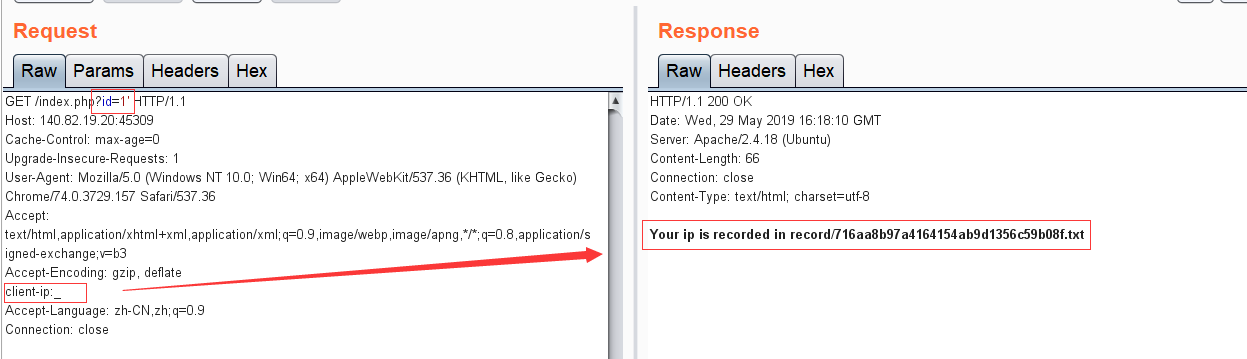 Request
Raw Params Headers Hex
GET /index.php?id=1' HTTP/1.1
Host: 140.82.19.20:45309
Cache-Control: max-age=0
Upgrade-Insecure-Requests: 1
User-Agent: Mozilla/5.0 (Windows NT 10.0; Win64; x64) AppleWebKit/537.36 (KHTML, like Gecko)
Chrome/74.0.3729.157 Safari/537.36
Accept:
text/html,application/xhtml+xml,application/xml;q=0.9,image/webp,image/apng,*/*;q=0.8,application/s
igned-exchange;v=b3
Accept-Encoding: gzip, deflate
client-ip:_
Accept-Language: zh-CN,zh;q=0.9
Connection: close
Response
Raw Headers Hex
HTTP/1.1 200 OK
Date: Wed, 29 May 2019 16:18:10 GMT
Server: Apache/2.4.18 (Ubuntu)
Content-Length: 66
Connection: close
Content-Type: text/html; charset=utf-8
Your ip is recorded in record/716aa8b97a4164154ab9d1356c59b08f.txt